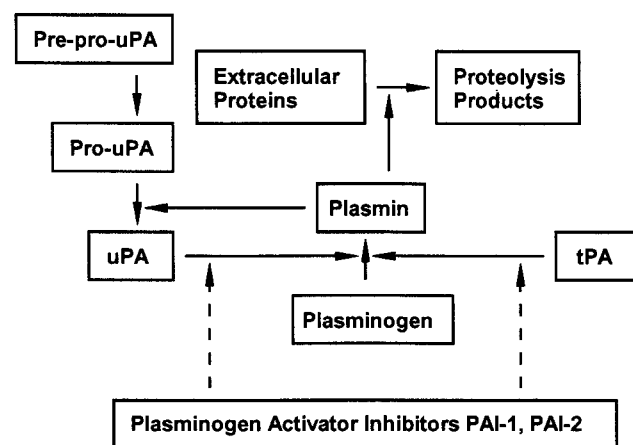 Pre-pro-uPA
Extracellular
Proteins
Proteolysis
Products
Pro-uPA
Plasmin
uPA
tPA
Plasminogen
Plasminogen Activator Inhibitors PAI-1, PAI-2